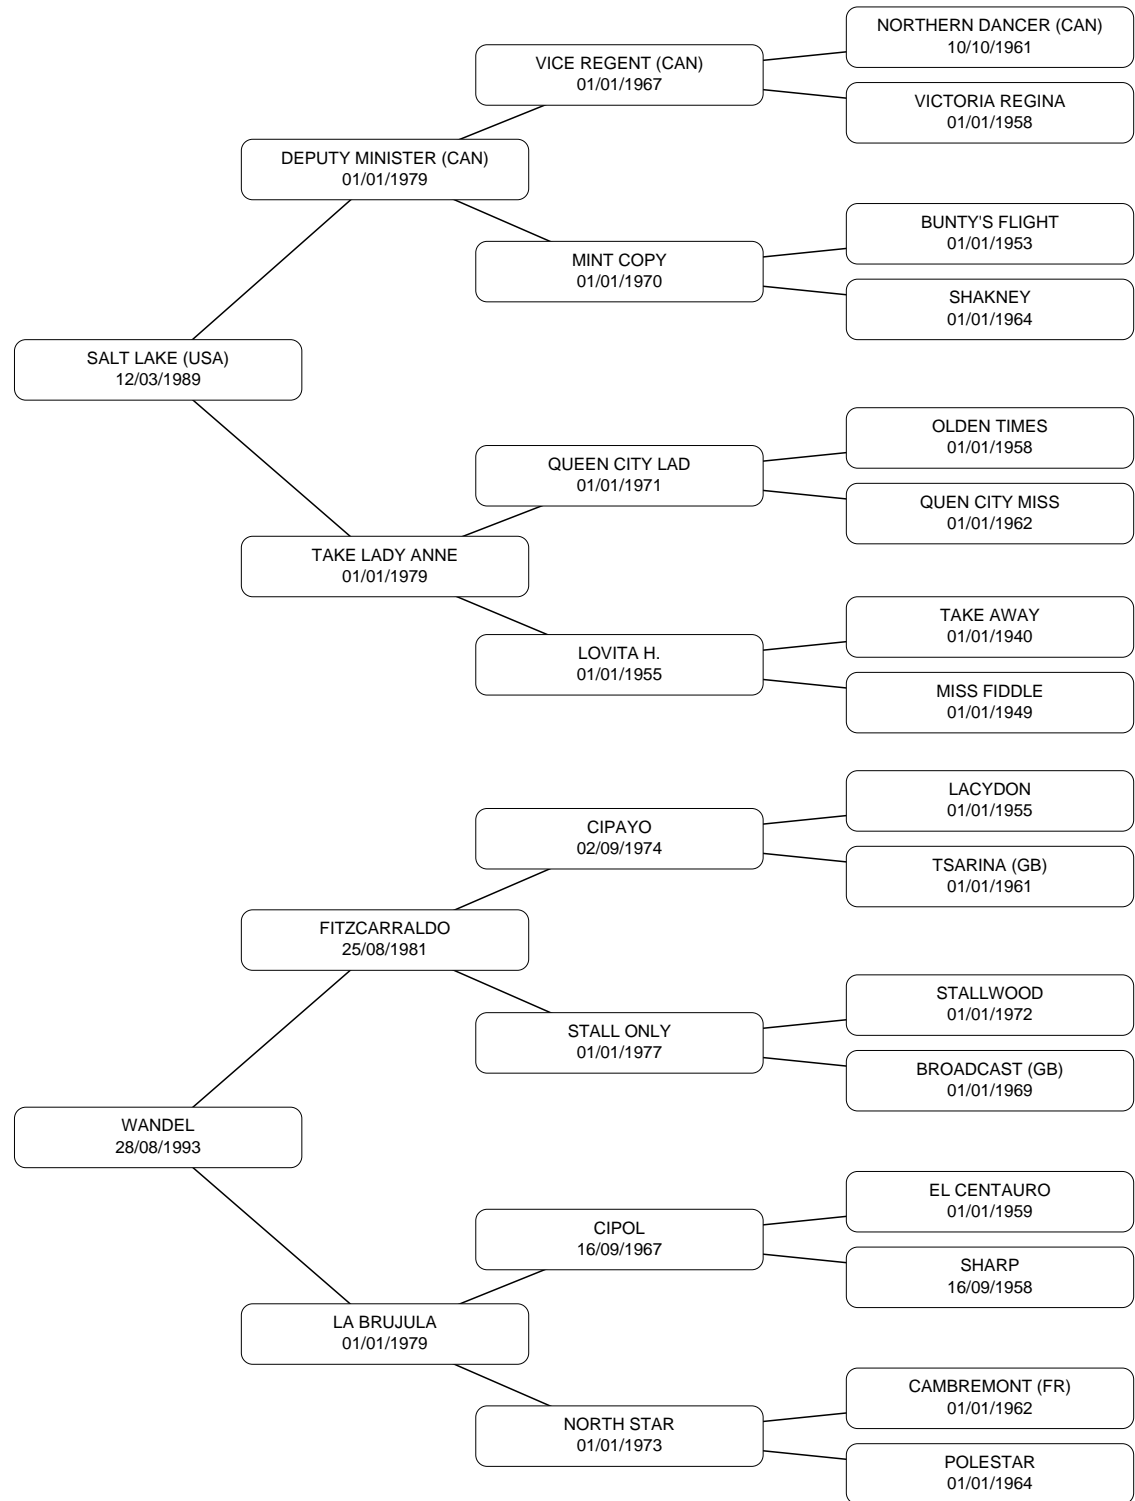 NORTHERN DANCER (CAN)
10/10/1961
VICE REGENT (CAN)
01/01/1967
VICTORIA REGINA
01/01/1958
DEPUTY MINISTER (CAN)
01/01/1979
BUNTY'S FLIGHT
01/01/1953
MINT COPY
01/01/1970
SHAKNEY
01/01/1964
SALT LAKE (USA)
12/03/1989
OLDEN TIMES
01/01/1958
QUEEN CITY LAD
01/01/1971
QUEN CITY MISS
01/01/1962
TAKE LADY ANNE
01/01/1979
TAKE AWAY
01/01/1940
LOVITA H.
01/01/1955
MISS FIDDLE
01/01/1949
LACYDON
01/01/1955
CIPAYO
02/09/1974
TSARINA (GB)
01/01/1961
FITZCARRALDO
25/08/1981
STALLWOOD
01/01/1972
STALL ONLY
01/01/1977
BROADCAST (GB)
01/01/1969
WANDEL
28/08/1993
EL CENTAURO
01/01/1959
CIPOL
16/09/1967
SHARP
16/09/1958
LA BRUJULA
01/01/1979
CAMBREMONT (FR)
01/01/1962
NORTH STAR
01/01/1973
POLESTAR
01/01/1964